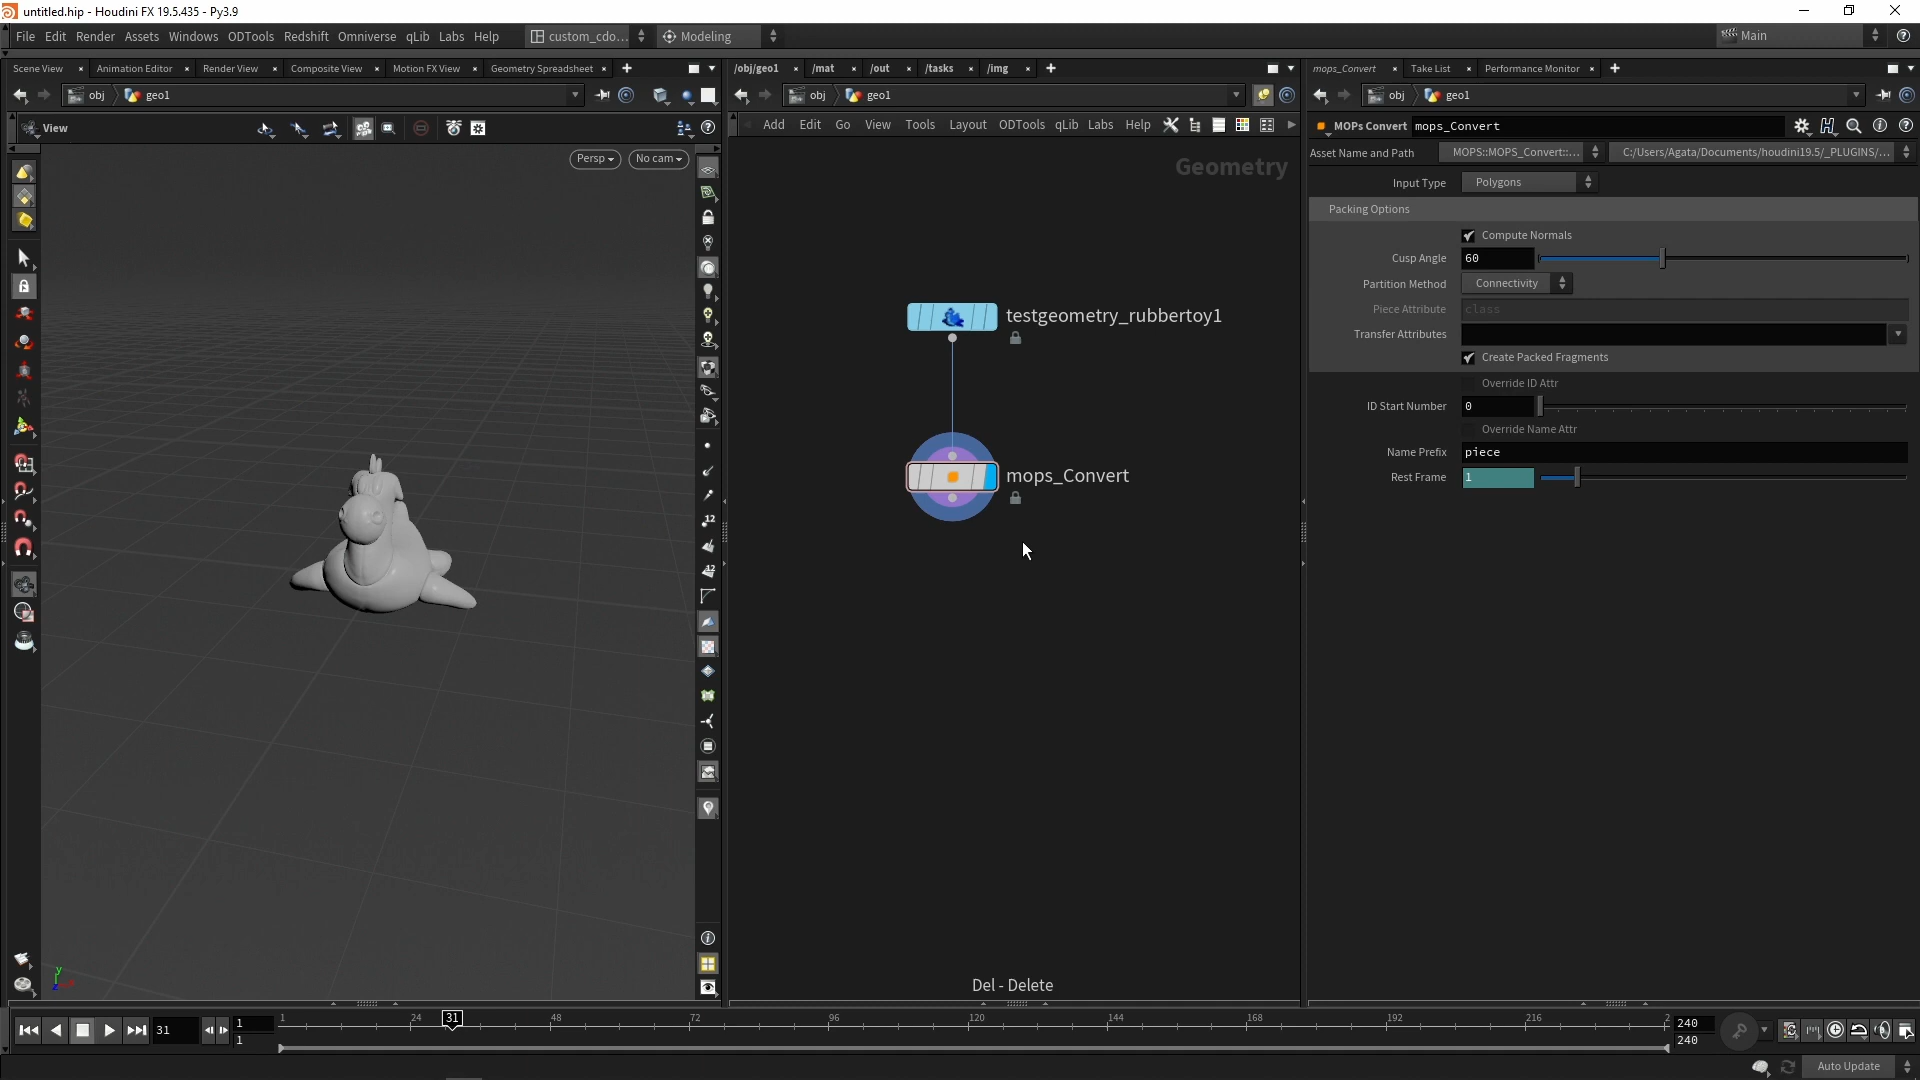 untitled.hip - Houdini FX 19.5.435 - Py3.9
File Edit Render Assets Windows ODTools Redshift Omniverse qLib Labs Help custom_cdo... Modeling Main
Scene View Animation Editor Render View Composite View Motion FX View Geometry Spreadsheet
obj geo1
View
Persp No cam
/obj/geo1 /mat /out /tasks /img
obj geo1
Add Edit Go View Tools Layout ODTools qLib Labs Help
Geometry
testgeometry_rubbertoy1
mops_Convert
Del - Delete
mops_Convert Take List Performance Monitor
obj geo1
MOPs Convert mops_Convert
Asset Name and Path MOPS::MOPS_Convert::... C:/Users/Agata/Documents/houdini19.5/_PLUGINS/...
Input Type Polygons
Packing Options
Compute Normals
Cusp Angle 60
Partition Method Connectivity
Piece Attribute class
Transfer Attributes
Create Packed Fragments
Override ID Attr
ID Start Number 0
Override Name Attr
Name Prefix piece
Rest Frame 1
12
12
y
31 1 1 24 31 48 72 96 120 144 168 192 216 2 240
1 240
Auto Update